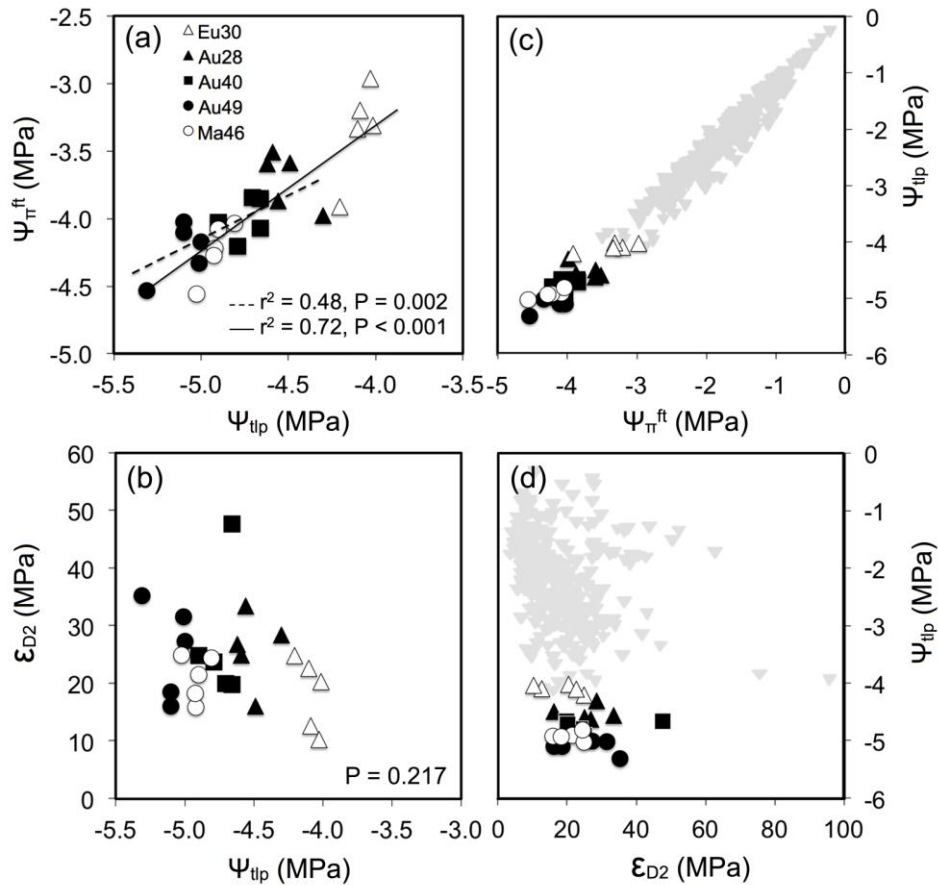 (a)
Eu30
Au28
Au40
Au49
Ma46
-2.5
-3.0
-3.5
-4.0
-4.5
-5.0
Ψπft (MPa)
r2 = 0.48, P = 0.002
r2 = 0.72, P < 0.001
-5.5 -5.0 -4.5 -4.0 -3.5
Ψtlp (MPa)
(c)
0
-1
-2
-3
-4
-5
-6
Ψtlp (MPa)
-5 -4 -3 -2 -1 0
Ψπft (MPa)
(b)
60
50
40
30
20
10
0
εD2 (MPa)
P = 0.217
-5.5 -5.0 -4.5 -4.0 -3.5 -3.0
Ψtlp (MPa)
(d)
0
-1
-2
-3
-4
-5
-6
Ψtlp (MPa)
0 20 40 60 80 100
εD2 (MPa)